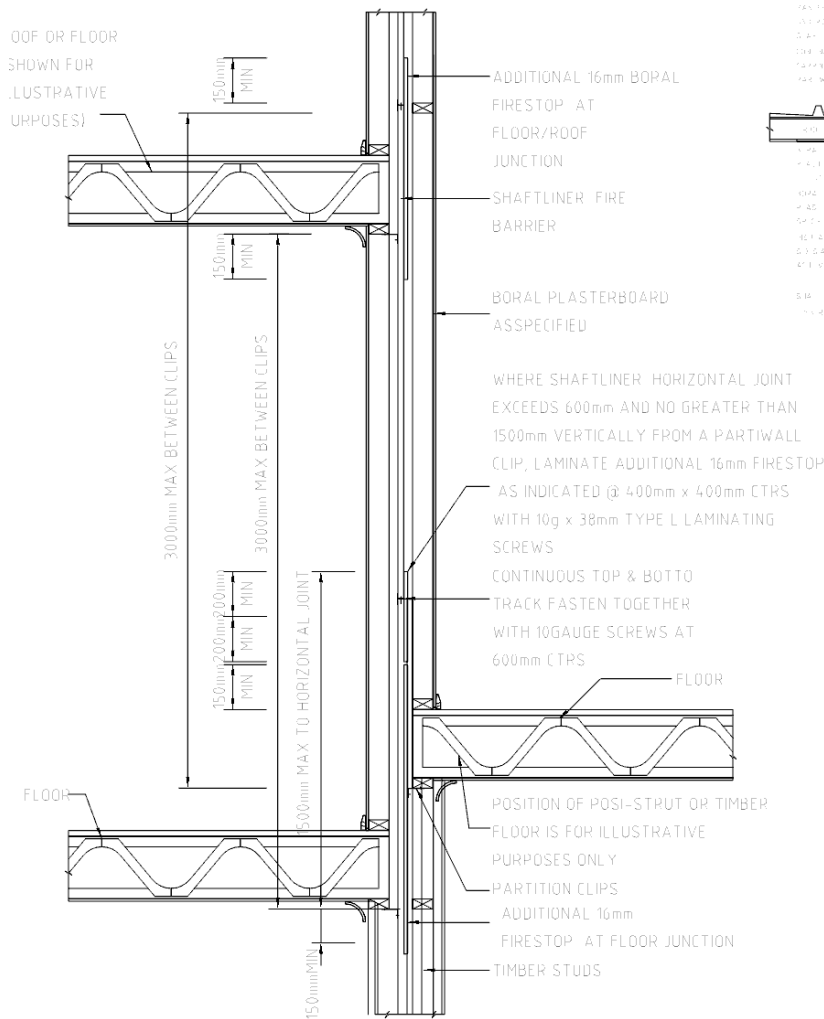 OOF OR FLOOR
SHOWN FOR
LUSTRATIVE
URPOSES)
150mm
MIN
ADDITIONAL 16mm BORAL
FIRESTOP AT
FLOOR/ROOF
JUNCTION
SHAFTLINER FIRE
BARRIER
150mm
MIN
BORAL PLASTERBOARD
ASSPECIFIED
3000mm MAX BETWEEN CLIPS
3000mm MAX BETWEEN CLIPS
WHERE SHAFTLINER HORIZONTAL JOINT
EXCEEDS 600mm AND NO GREATER THAN
1500mm VERTICALLY FROM A PARTIWALL
CLIP, LAMINATE ADDITIONAL 16mm FIRESTOP
AS INDICATED @ 400mm x 400mm CTRS
WITH 10g x 38mm TYPE L LAMINATING
SCREWS
CONTINUOUS TOP & BOTTO
TRACK FASTEN TOGETHER
WITH 10GAUGE SCREWS AT
600mm CTRS
200mm
MIN
200mm
MIN
150mm
MIN
1500mm MAX TO HORIZONTAL JOINT
FLOOR
FLOOR
POSITION OF POSI-STRUT OR TIMBER
FLOOR IS FOR ILLUSTRATIVE
PURPOSES ONLY
PARTITION CLIPS
ADDITIONAL 16mm
FIRESTOP AT FLOOR JUNCTION
TIMBER STUDS
150mmMIN